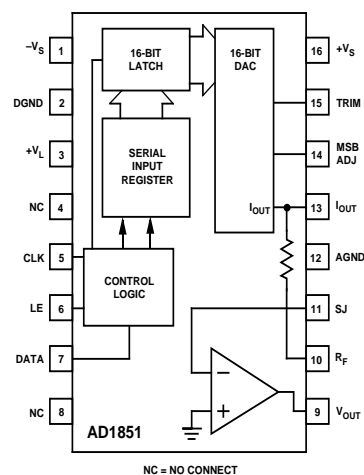 –VS 1
DGND 2
+VL 3
NC 4
CLK 5
LE 6
DATA 7
NC 8
16-BIT
LATCH
SERIAL
INPUT
REGISTER
CONTROL
LOGIC
16-BIT
DAC
IOUT
16 +VS
15 TRIM
14 MSB
ADJ
13 IOUT
12 AGND
11 SJ
10 RF
9 VOUT
–
+
AD1851
NC = NO CONNECT